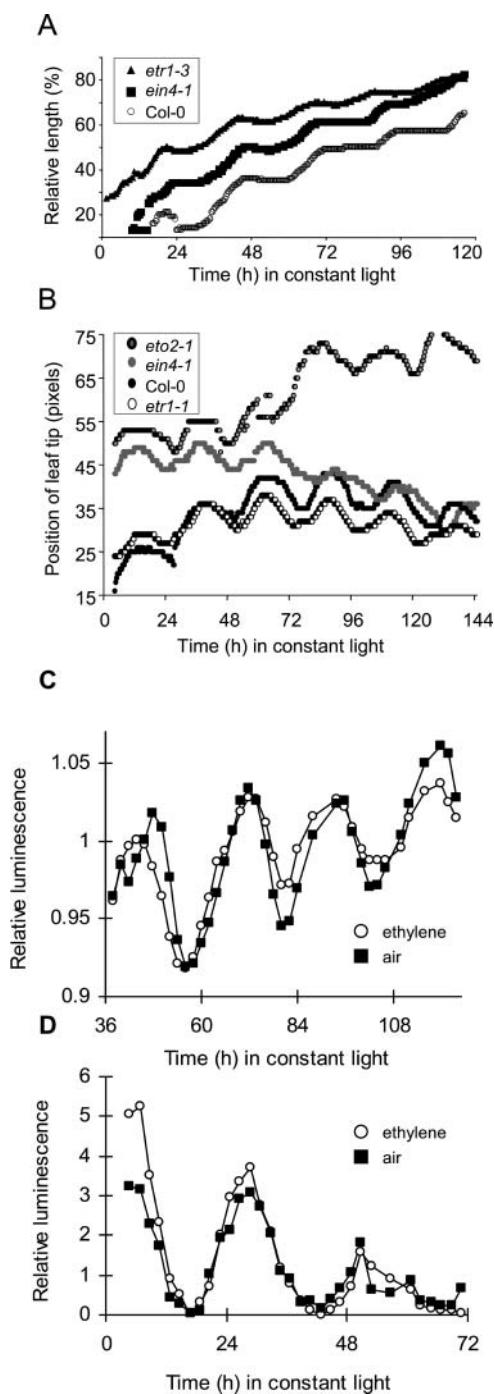 A
etr1-3
ein4-1
Col-0
Relative length (%)
80
60
40
20
0
24
48
72
96
120
Time (h) in constant light
B
eto2-1
ein4-1
Col-0
etr1-1
Position of leaf tip (pixels)
75
65
55
45
35
25
15
0
24
48
72
96
120
144
Time (h) in constant light
C
Relative luminescence
1.05
1
0.95
0.9
ethylene
air
36
60
84
108
Time (h) in constant light
D
Relative luminescence
6
5
4
3
2
1
0
ethylene
air
0
24
48
72
Time (h) in constant light